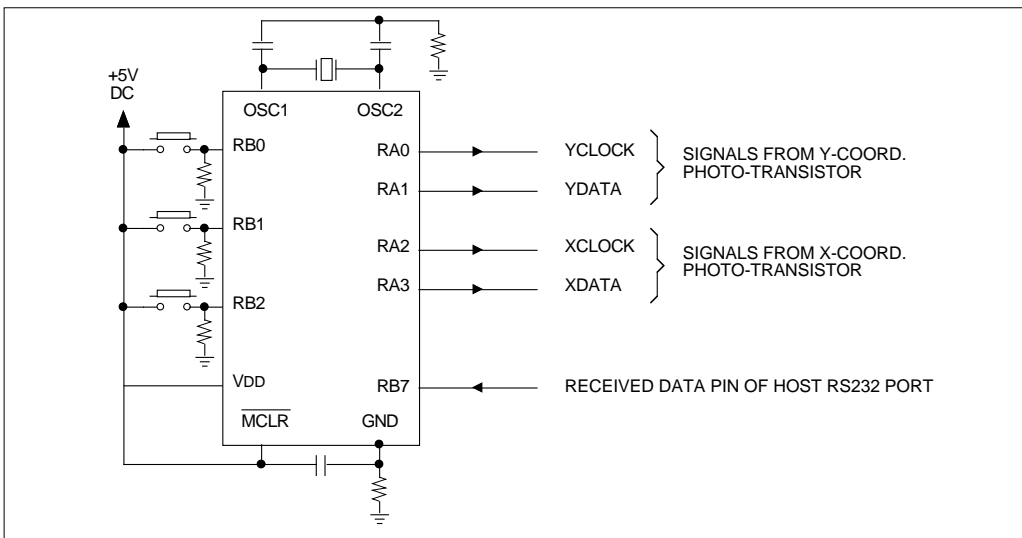 +5V
DC
OSC1 OSC2
RB0 RA0 YCLOCK SIGNALS FROM Y-COORD.
PHOTO-TRANSISTOR
RA1 YDATA
RB1 RA2 XCLOCK SIGNALS FROM X-COORD.
PHOTO-TRANSISTOR
RB2 RA3 XDATA
VDD RB7 RECEIVED DATA PIN OF HOST RS232 PORT
MCLR GND